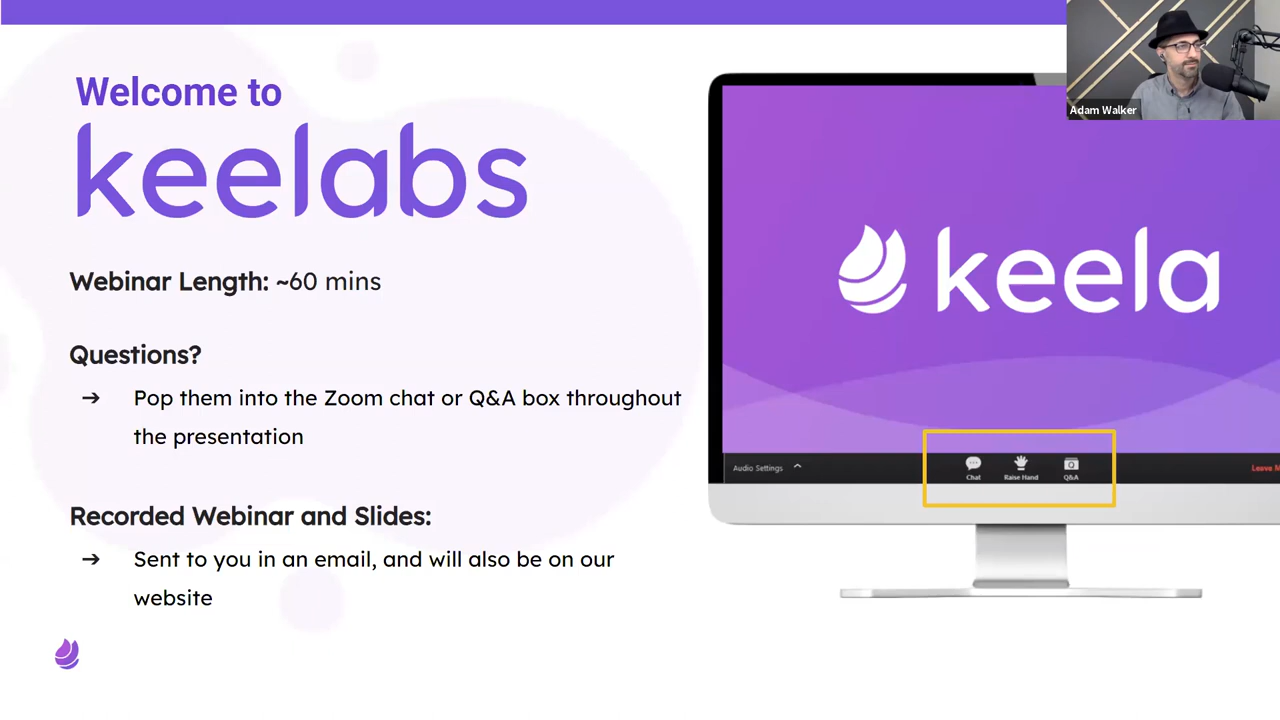 Welcome to
keelabs
Webinar Length: ~60 mins
Questions?
➔ Pop them into the Zoom chat or Q&A box throughout
the presentation
Recorded Webinar and Slides:
➔ Sent to you in an email, and will also be on our
website
Adam Walker
keela
Audio Settings
Chat
Raise Hand
Q&A
Leave M